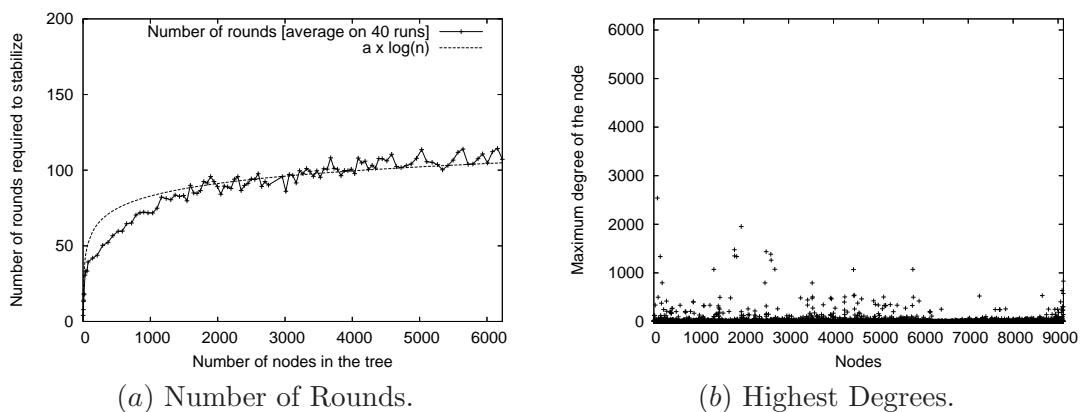 Number of rounds required to stabilize
200
150
100
50
0
Number of rounds [average on 40 runs]
a x log(n)
0 1000 2000 3000 4000 5000 6000
Number of nodes in the tree
(a) Number of Rounds.
Maximum degree of the node
6000
5000
4000
3000
2000
1000
0
0 1000 2000 3000 4000 5000 6000 7000 8000 9000
Nodes
(b) Highest Degrees.